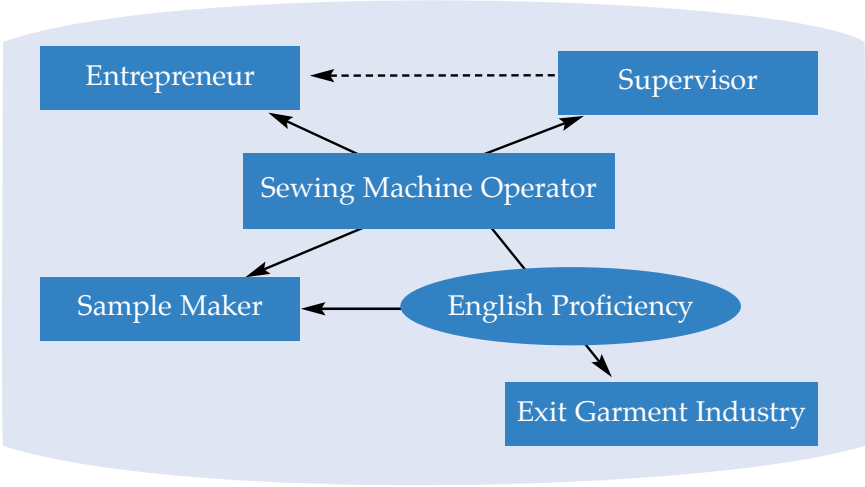 Entrepreneur
Supervisor
Sewing Machine Operator
Sample Maker
English Proficiency
Exit Garment Industry